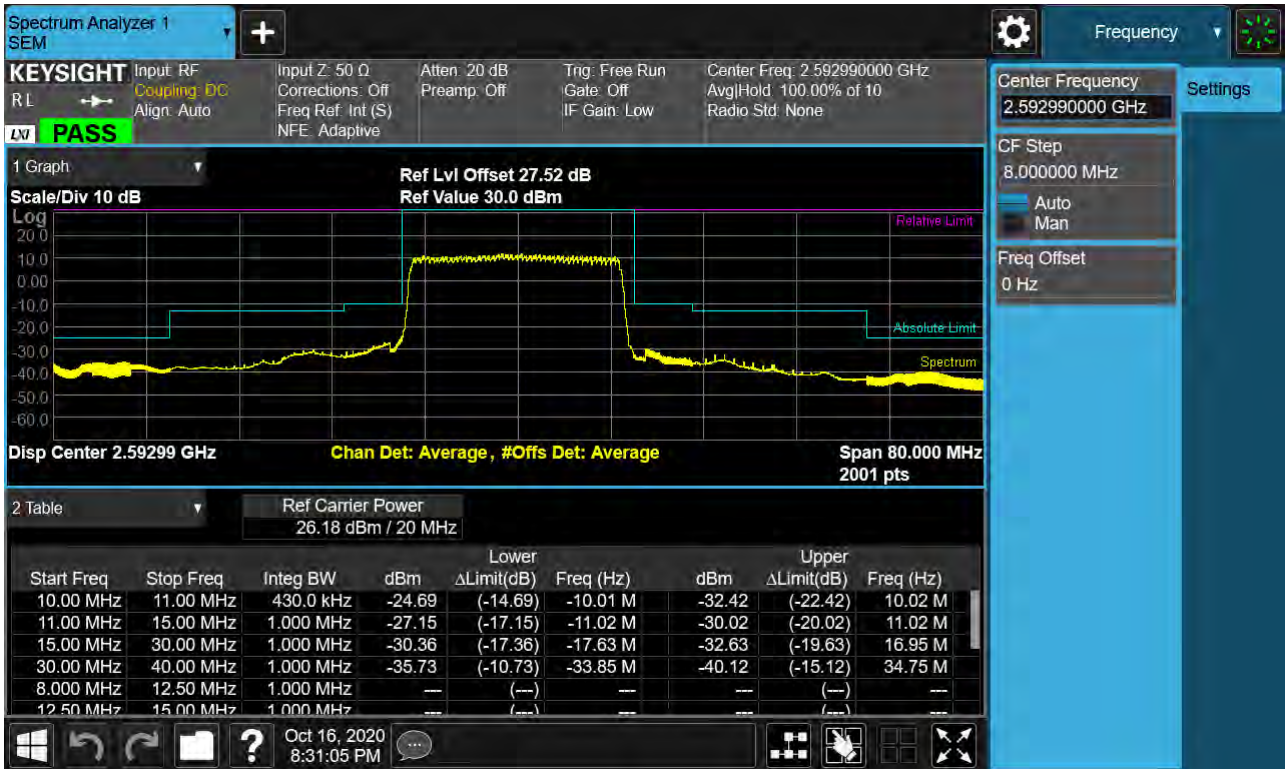 Spectrum Analyzer 1
SEM
Frequency
KEYSIGHT
R L
LXI
PASS
Input: RF
Coupling: DC
Align: Auto
Input Z: 50 Ω
Corrections: Off
Freq Ref: Int (S)
NFE: Adaptive
Atten: 20 dB
Preamp: Off
Trig: Free Run
Gate: Off
IF Gain: Low
Center Freq: 2.592990000 GHz
Avg|Hold: 100.00% of 10
Radio Std: None
Center Frequency
2.592990000 GHz
Settings
CF Step
8.000000 MHz
Auto
Man
Freq Offset
0 Hz
1 Graph
Scale/Div 10 dB
Ref Lvl Offset 27.52 dB
Ref Value 30.0 dBm
Log
20.0
10.0
0.00
-10.0
-20.0
-30.0
-40.0
-50.0
-60.0
Relative Limit
Absolute Limit
Spectrum
Disp Center 2.59299 GHz
Chan Det: Average, #Offs Det: Average
Span 80.000 MHz
2001 pts
2 Table
Ref Carrier Power
26.18 dBm / 20 MHz
Lower Upper
Start Freq Stop Freq Integ BW dBm ΔLimit(dB) Freq (Hz) dBm ΔLimit(dB) Freq (Hz)
10.00 MHz 11.00 MHz 430.0 kHz -24.69 (-14.69) -10.01 M -32.42 (-22.42) 10.02 M
11.00 MHz 15.00 MHz 1.000 MHz -27.15 (-17.15) -11.02 M -30.02 (-20.02) 11.02 M
15.00 MHz 30.00 MHz 1.000 MHz -30.36 (-17.36) -17.63 M -32.63 (-19.63) 16.95 M
30.00 MHz 40.00 MHz 1.000 MHz -35.73 (-10.73) -33.85 M -40.12 (-15.12) 34.75 M
8.000 MHz 12.50 MHz 1.000 MHz --- (---) --- --- (---) ---
12.50 MHz 15.00 MHz 1.000 MHz --- (---) --- --- (---) ---
Oct 16, 2020
8:31:05 PM